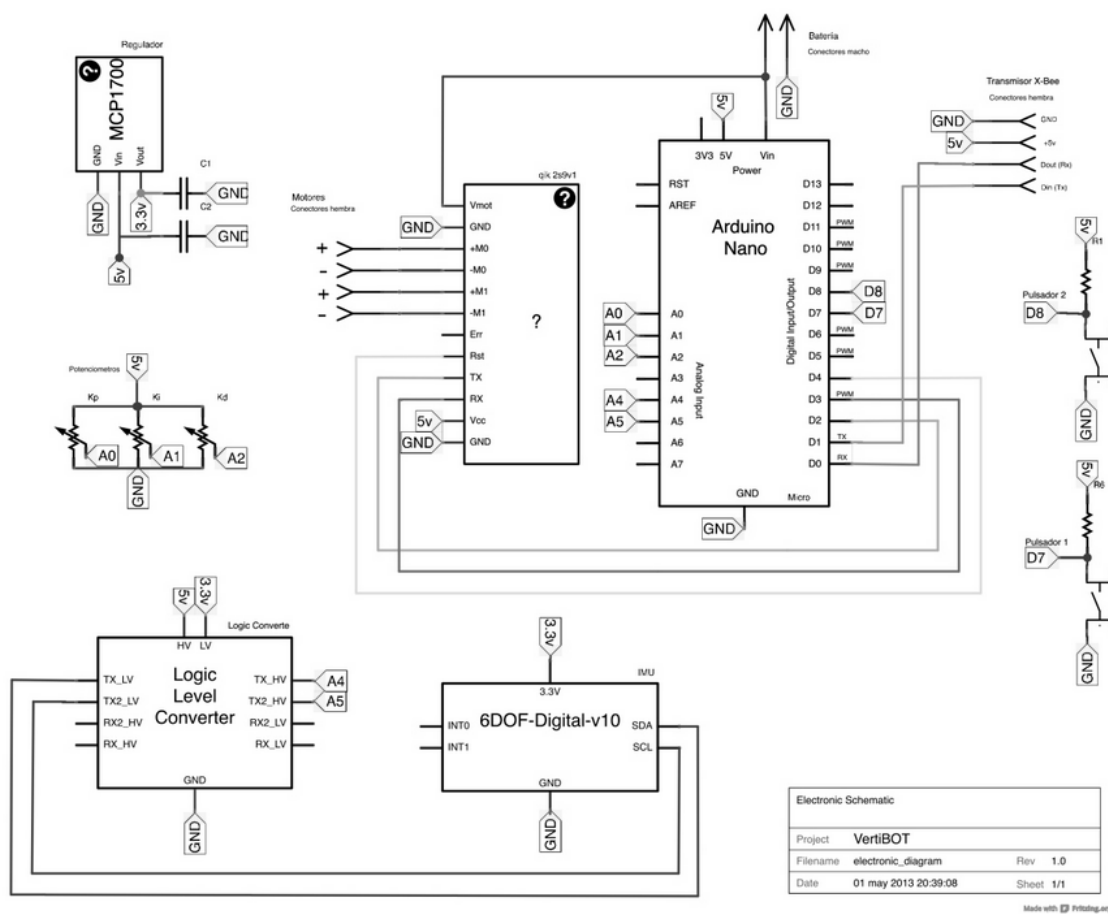 Regulador
?
MCP1700
GND
Vin
Vout
C1
GND
C2
GND
GND
3.3v
5v
Potenciometros
5v
Kp
Ki
Kd
A0
A1
A2
GND
Motores
Conectores hembra
+
-
+
-
qik 2s9v1
?
Vmot
GND
GND
+M0
-M0
+M1
-M1
Err
Rst
TX
RX
5v
Vcc
GND
GND
?
Bateria
Conectores macho
GND
5v
3V3
5V
Vin
Power
RST
AREF
Arduino
Nano
A0
A0
A1
A1
A2
A2
A3
A4
A4
A5
A5
A6
A7
Analog Input
Digital Input/Output
D13
D12
D11
PWM
D10
PWM
D9
PWM
D8
D8
D7
D7
D6
PWM
D5
PWM
D4
D3
PWM
D2
D1
TX
D0
RX
GND
Micro
GND
Transmisor X-Bee
Conectores hembra
GND
GND
5v
+5v
Dout (Rx)
Din (Tx)
5v
R1
Pulsador 2
D8
GND
5v
R6
Pulsador 1
D7
GND
5v
3.3v
Logic Converte
HV
LV
Logic
Level
Converter
TX_LV
TX2_LV
RX2_HV
RX_HV
TX_HV
A4
TX2_HV
A5
RX2_LV
RX_LV
GND
GND
3.3v
IMU
3.3V
6DOF-Digital-v10
INT0
INT1
SDA
SCL
GND
GND
Electronic Schematic
Project VertiBOT
Filename electronic_diagram Rev 1.0
Date 01 may 2013 20:39:08 Sheet 1/1
Made with Fritzing.or